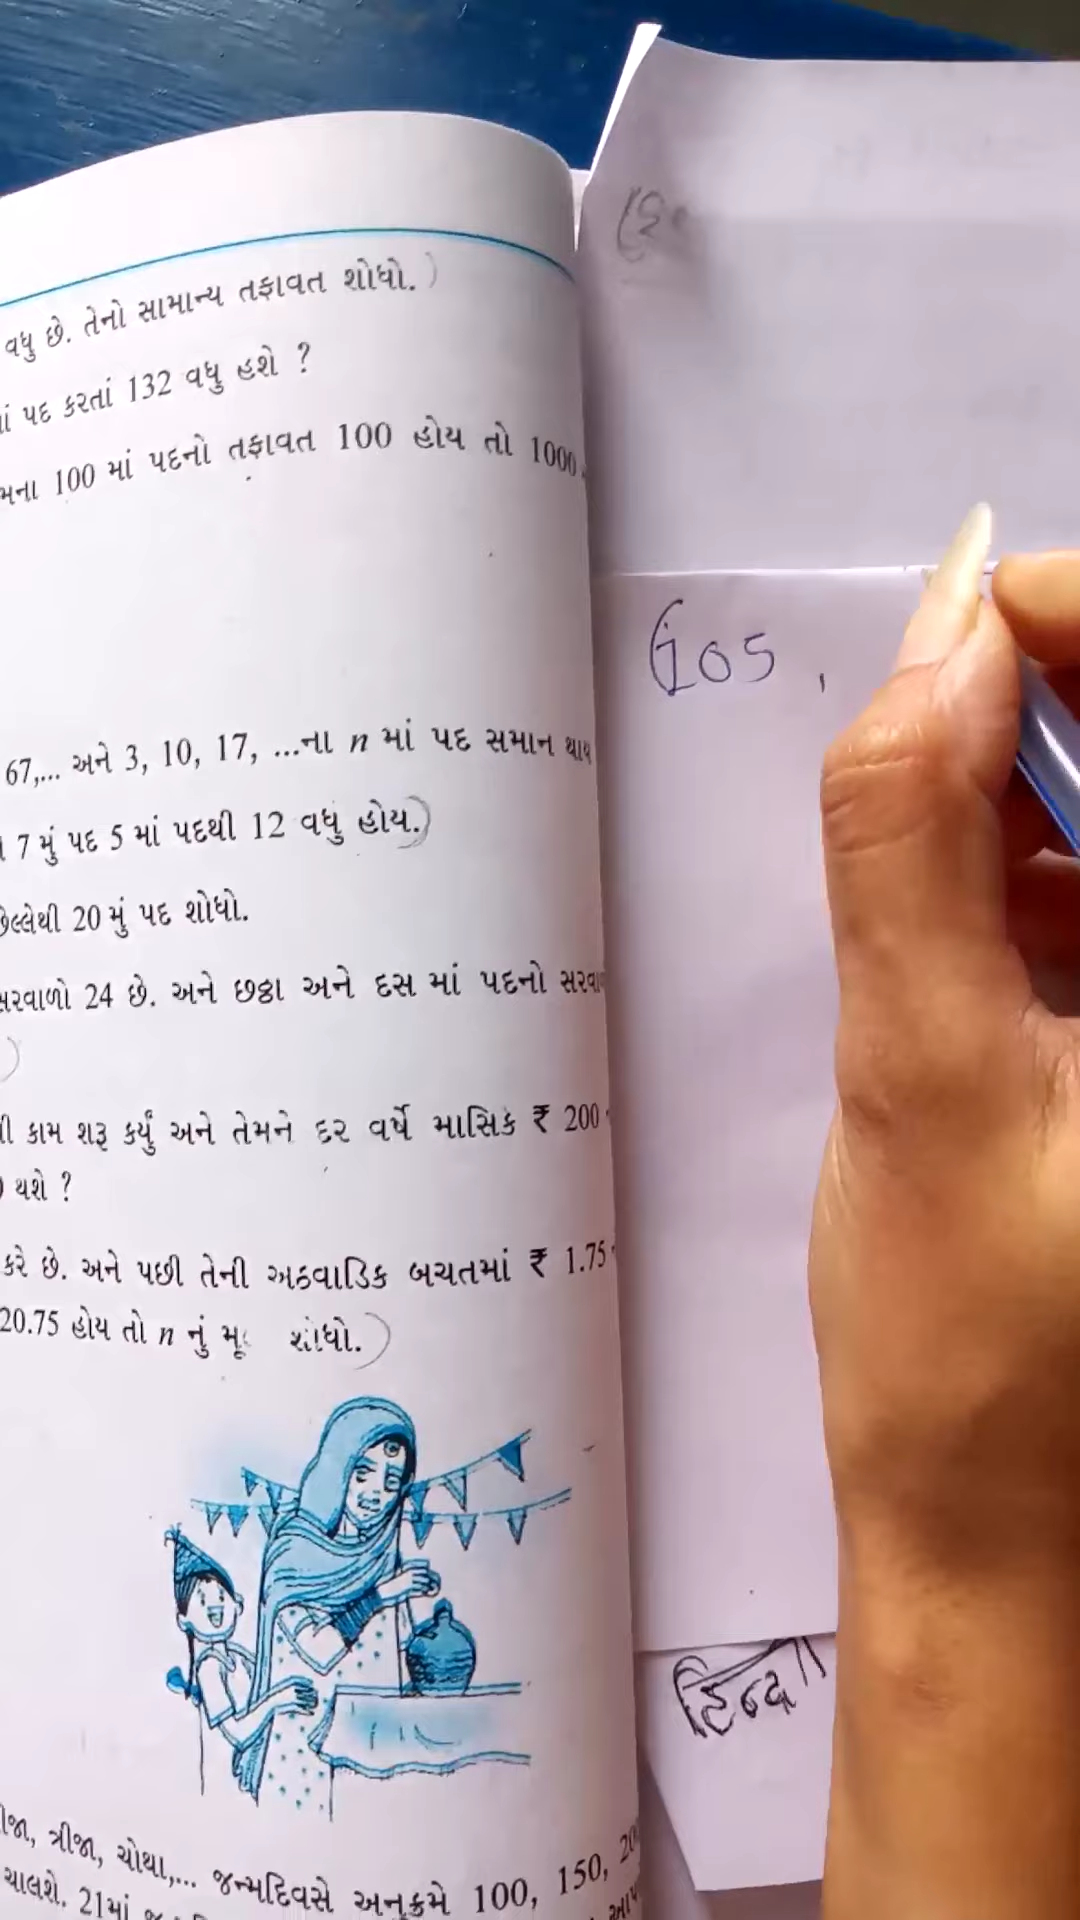 વધુ છે. તેનો સામાન્ય તફાવત શોધો.)
પદ કરતાં 132 વધુ હશે ?
100 માં પદનો તફાવત 100 હોય તો 1000
(105 ,
67,... અને 3, 10, 17, ...ના n માં પદ સમાન થાય
7 મું પદ 5 માં પદથી 12 વધુ હોય.)
20 મું પદ શોધો.
24 છે. અને છઠ્ઠા અને દસ માં પદનો
)
કામ શરૂ કર્યું અને તેમને દર વર્ષે માસિક ₹ 200
થશે ?
કરે છે. અને પછી તેની અઠવાડિક બચતમાં ₹ 1.75
20.75 હોય તો n નું શોધો.)
हिन्दी
ત્રીજા, ચોથા,... જન્મદિવસે અનુક્રમે 100, 150,
ચાલશે. 21માં